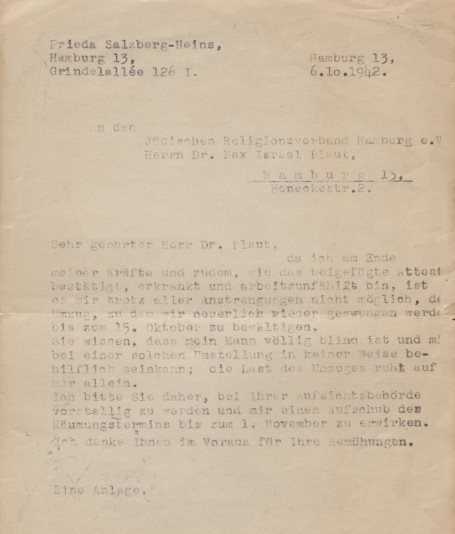 Frieda Salzberg-Heins,
Hamburg 13, Hamburg 13,
Grindelallée 126 I. 6.10.1942.
n den
Jüdischen Religionsverband Hamburg e.V
Herrn Dr. Max Israel Plaut,
Hamburg 13,
Beneckestr.2.
Sehr geehrter Herr Dr. Plaut,
da ich am Ende
meiner Kräfte und zudem, wie das beigefügte Attest
bestätigt, erkrankt und arbeitsunfähigt bin, ist
es mir trotz aller Anstrengungen nicht möglich, de
Umzug, zu dem wir neuerlich wieder gezwunken werde
bis zum 15. Oktober zu bewältigen.
Sie wissen, dass mein Mann völlig blind ist und mi
bei einer solchen Umstellung in keiner Weise be-
hilflich seinkann; die Last des Umzuges ruht auf
mir allein.
Ich bitte Sie daher, bei Ihrer Aufsichtsbehörde
vorstellig zu werden und mir einen Aufschub des
Räumungstermins bis zum 1. November zu erwirken.
Ich danke Ihnen im Voraus für Ihre Bemühungen.
Eine Anlage.